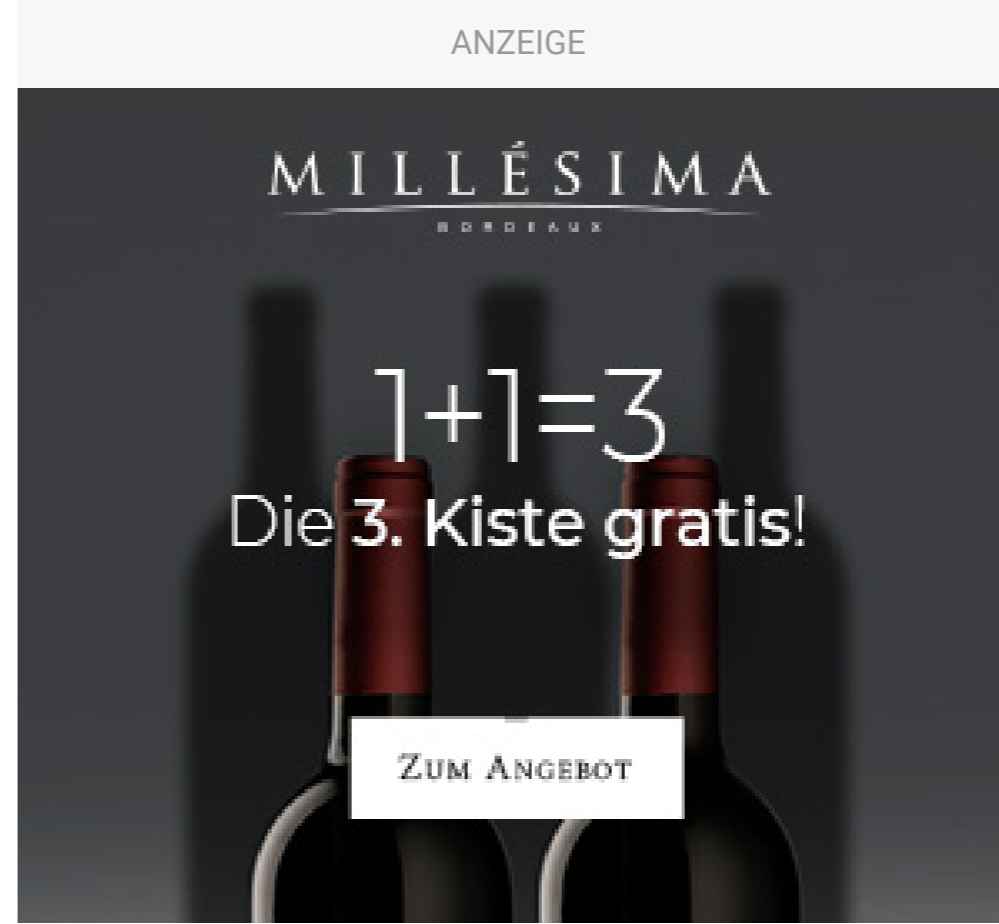 ANZEIGE
MILLÉSIMA
BORDEAUX
1+1=3
Die 3. Kiste gratis!
ZUM ANGEBOT